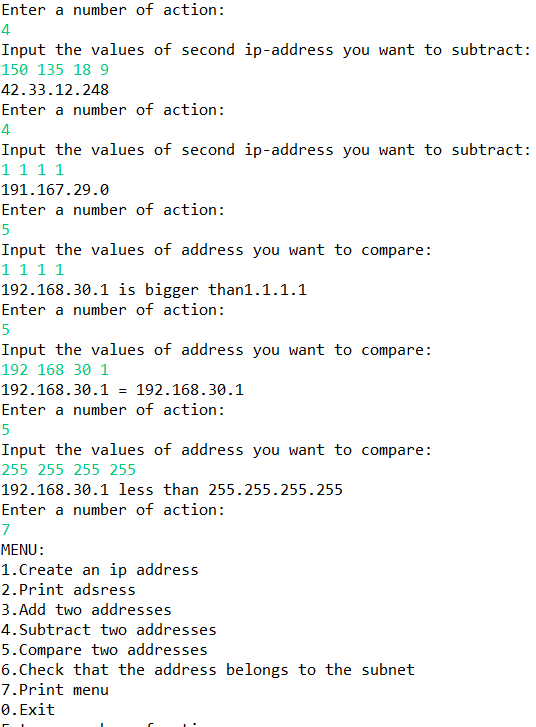 Enter a number of action:
4
Input the values of second ip-address you want to subtract:
150 135 18 9
42.33.12.248
Enter a number of action:
4
Input the values of second ip-address you want to subtract:
1 1 1 1
191.167.29.0
Enter a number of action:
5
Input the values of address you want to compare:
1 1 1 1
192.168.30.1 is bigger than1.1.1.1
Enter a number of action:
5
Input the values of address you want to compare:
192 168 30 1
192.168.30.1 = 192.168.30.1
Enter a number of action:
5
Input the values of address you want to compare:
255 255 255 255
192.168.30.1 less than 255.255.255.255
Enter a number of action:
7
MENU:
1.Create an ip address
2.Print adsress
3.Add two addresses
4.Subtract two addresses
5.Compare two addresses
6.Check that the address belongs to the subnet
7.Print menu
0.Exit